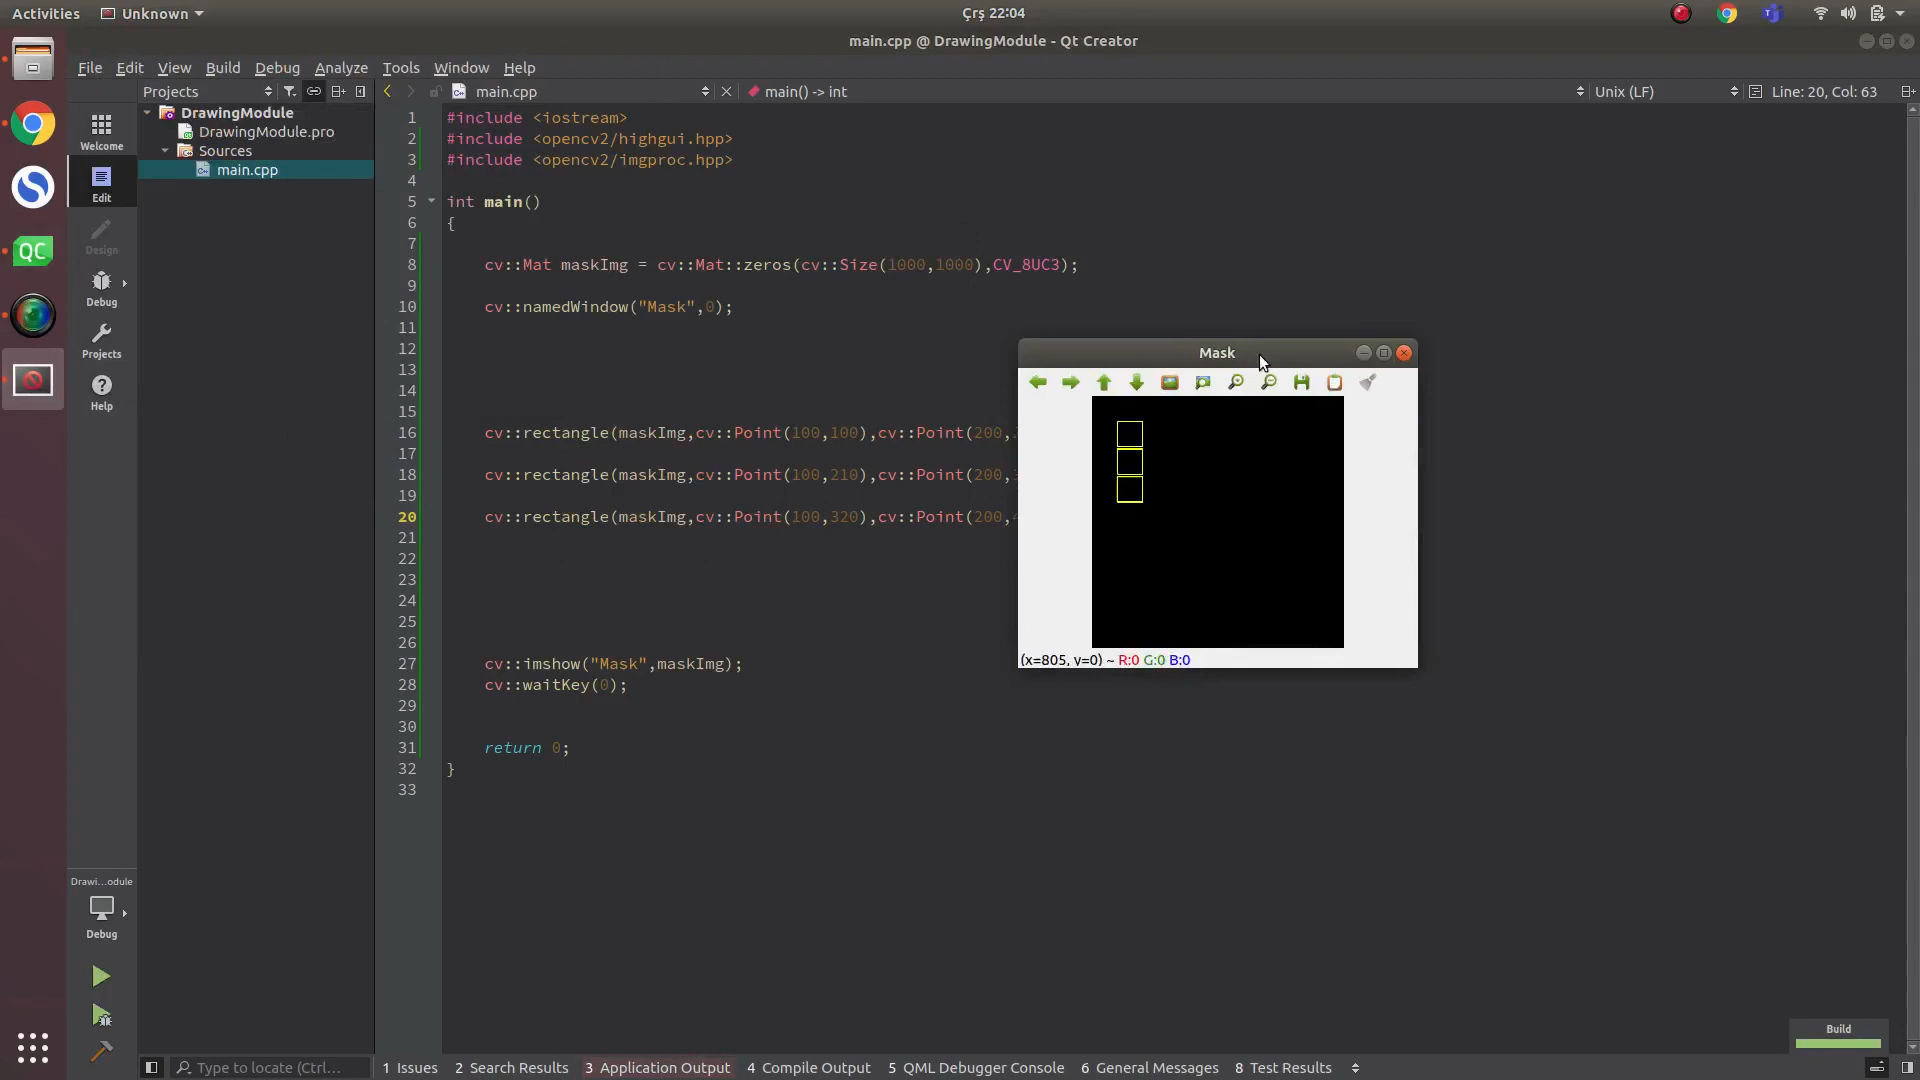 Activities
Unknown
Çrş 22:04
main.cpp @ DrawingModule - Qt Creator
File Edit View Build Debug Analyze Tools Window Help
Projects
main.cpp
main() -> int
Unix (LF)
Line: 20, Col: 63
Welcome
Edit
Design
Debug
Projects
Help
DrawingModule
DrawingModule.pro
Sources
main.cpp
1 #include <iostream>
2 #include <opencv2/highgui.hpp>
3 #include <opencv2/imgproc.hpp>
4
5 int main()
6 {
7
8 cv::Mat maskImg = cv::Mat::zeros(cv::Size(1000,1000),CV_8UC3);
9
10 cv::namedWindow("Mask",0);
11
12
13
14
15
16 cv::rectangle(maskImg,cv::Point(100,100),cv::Point(200,
17
18 cv::rectangle(maskImg,cv::Point(100,210),cv::Point(200,
19
20 cv::rectangle(maskImg,cv::Point(100,320),cv::Point(200,
21
22
23
24
25
26
27 cv::imshow("Mask",maskImg);
28 cv::waitKey(0);
29
30
31 return 0;
32 }
33
Mask
(x=805, y=0) ~ R:0 G:0 B:0
Drawi...odule
Debug
QC
Build
Type to locate (Ctrl...
1 Issues
2 Search Results
3 Application Output
4 Compile Output
5 QML Debugger Console
6 General Messages
8 Test Results